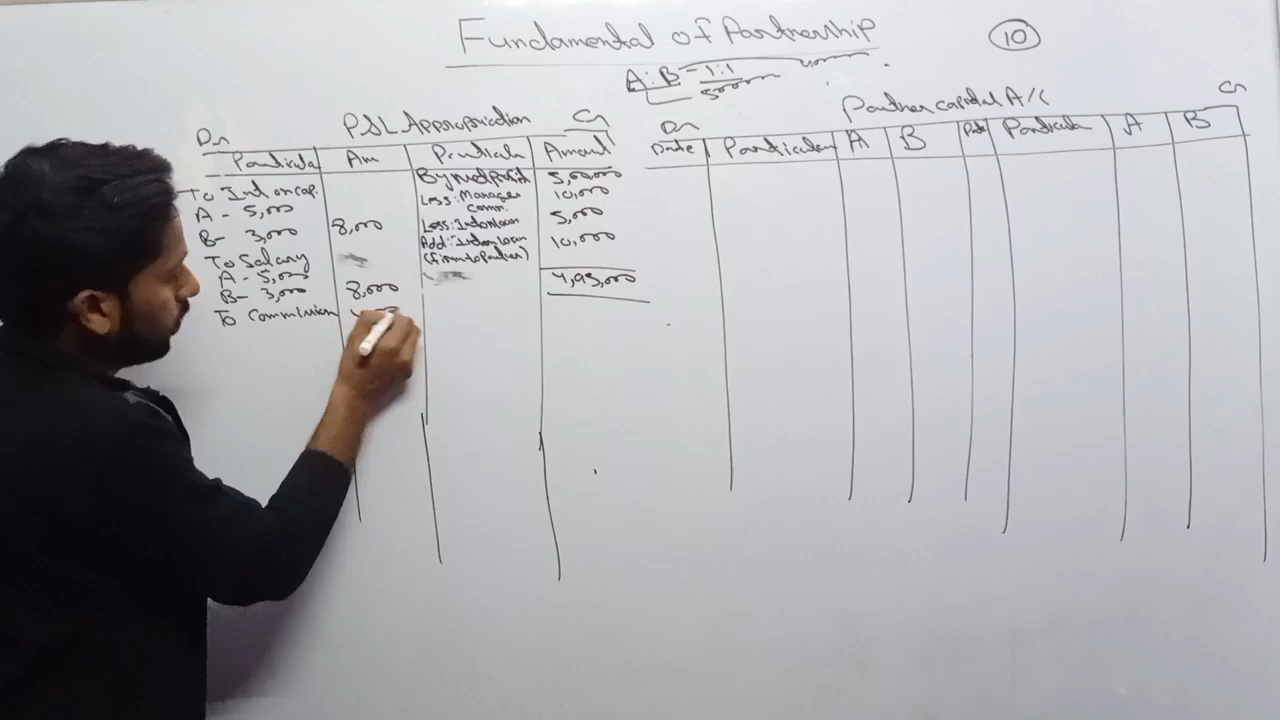 Fundamental of Partnership
10
A : B - 1:1
50000
Dr
P&L Appropriation
Cr
Particular Am Particular Amount
By Net profit 5,00,000
To Int on cap.
Less: Manager comm. 10,000
A - 5,000
Less: Int on loan 5,000
B - 3,000 8,000
Add: Int on loan 10,000
(firm to Partner)
To Salary
A - 5,000
B - 3,000 8,000
4,95,000
To Commission
Dr
Partner capital A/c
Cr
Date Particular A B Date Particular A B